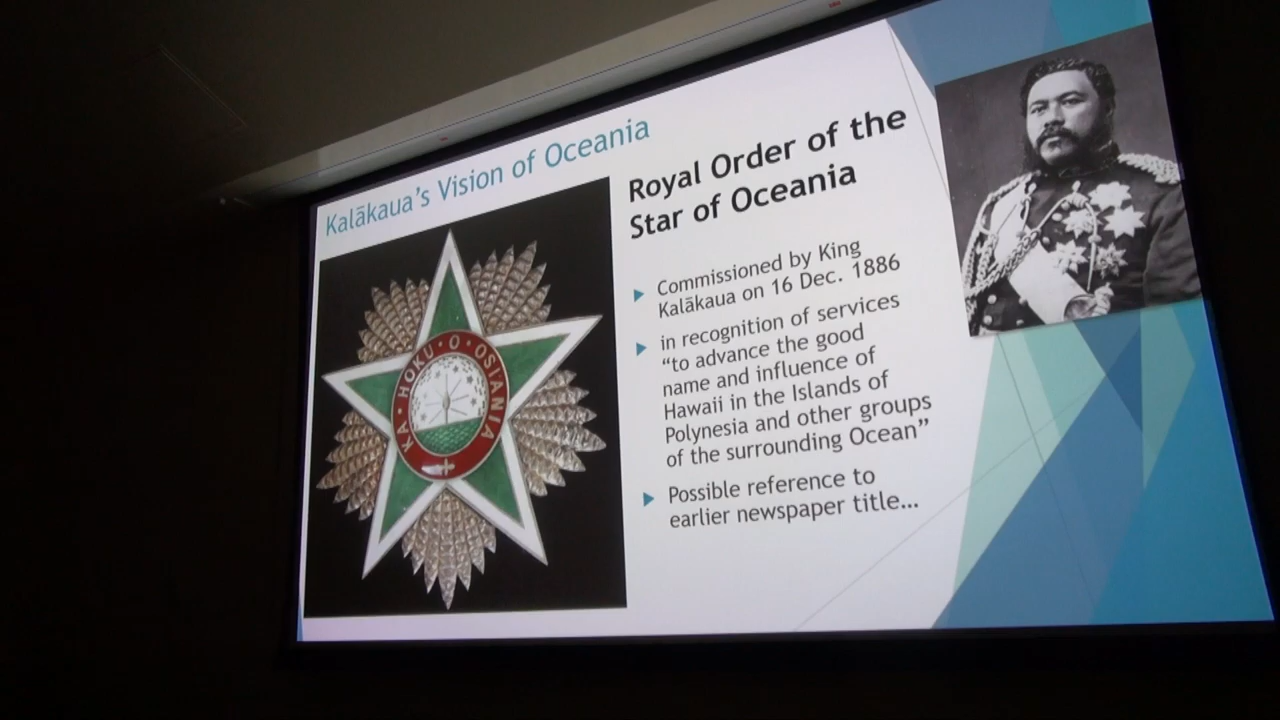 Kalākaua's Vision of Oceania
Royal Order of the
Star of Oceania
Commissioned by King
Kalākaua on 16 Dec. 1886
in recognition of services
“to advance the good
name and influence of
Hawaii in the Islands of
Polynesia and other groups
of the surrounding Ocean”
Possible reference to
earlier newspaper title...
KA · HOKU · O · OSIANIA